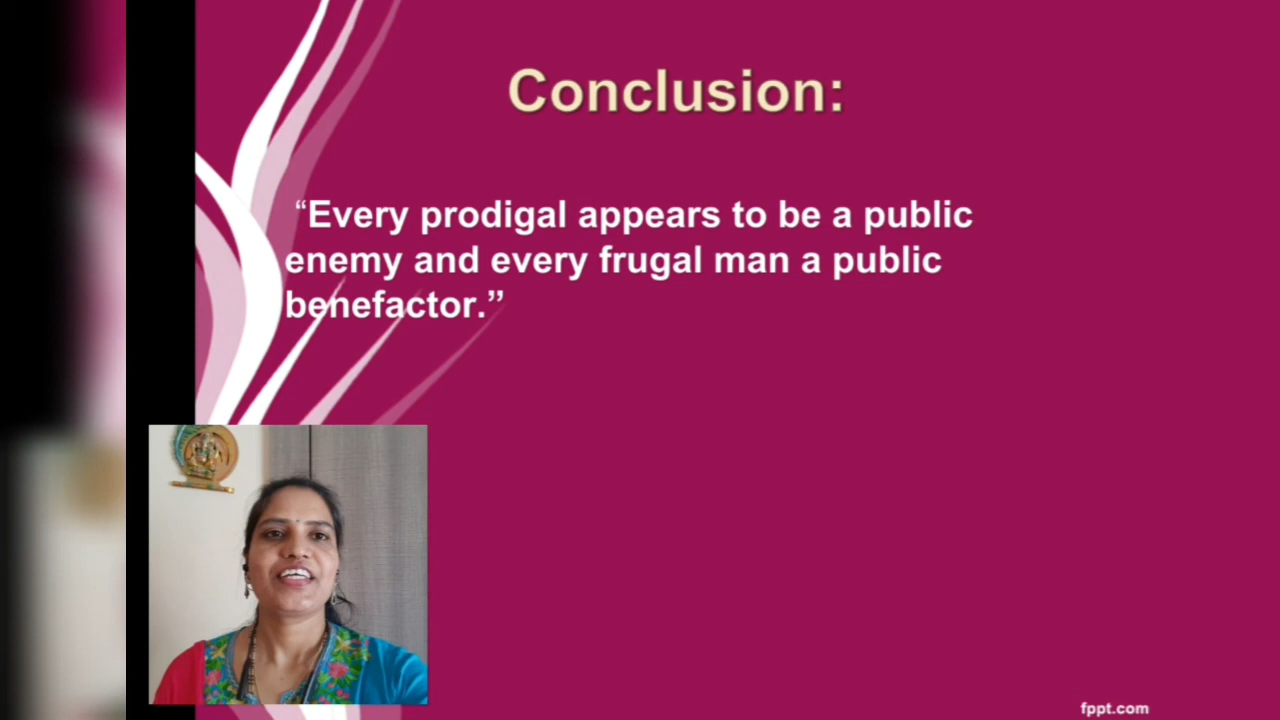 Conclusion:
“Every prodigal appears to be a public
enemy and every frugal man a public
benefactor.”
fppt.com